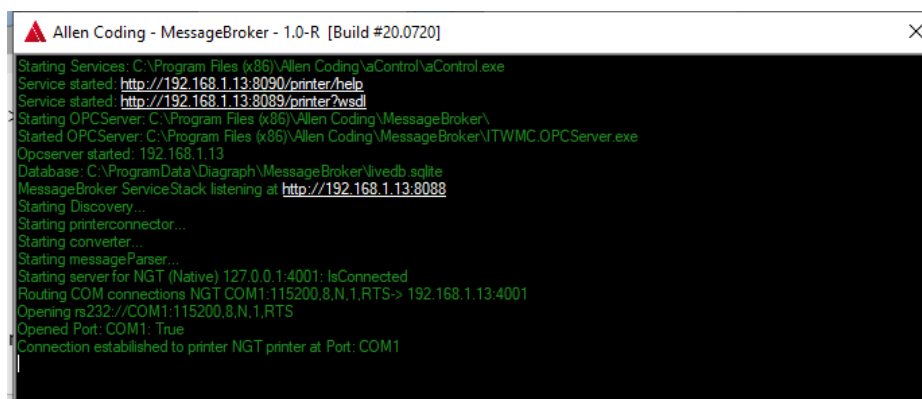 Allen Coding - MessageBroker - 1.0-R [Build #20.0720]
Starting Services: C:\Program Files (x86)\Allen Coding\aControl\aControl.exe
Service started: http://192.168.1.13:8090/printer/help
Service started: http://192.168.1.13:8089/printer?wsdl
Starting OPCServer: C:\Program Files (x86)\Allen Coding\MessageBroker\
Started OPCServer: C:\Program Files (x86)\Allen Coding\MessageBroker\ITWMC.OPCServer.exe
Opcserver started: 192.168.1.13
Database: C:\ProgramData\Diagraph\MessageBroker\livedb.sqlite
MessageBroker ServiceStack listening at http://192.168.1.13:8088
Starting Discovery...
Starting printerconnector...
Starting converter...
Starting messageParser...
Starting server for NGT (Native) 127.0.0.1:4001: IsConnected
Routing COM connections NGT COM1:115200,8,N,1,RTS-> 192.168.1.13:4001
Opening rs232://COM1:115200,8,N,1,RTS
Opened Port: COM1: True
Connection estabilished to printer NGT printer at Port: COM1